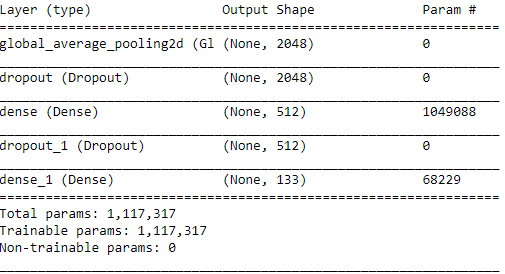 Layer (type) Output Shape Param #
global_average_pooling2d (Gl (None, 2048) 0
dropout (Dropout) (None, 2048) 0
dense (Dense) (None, 512) 1049088
dropout_1 (Dropout) (None, 512) 0
dense_1 (Dense) (None, 133) 68229
Total params: 1,117,317
Trainable params: 1,117,317
Non-trainable params: 0